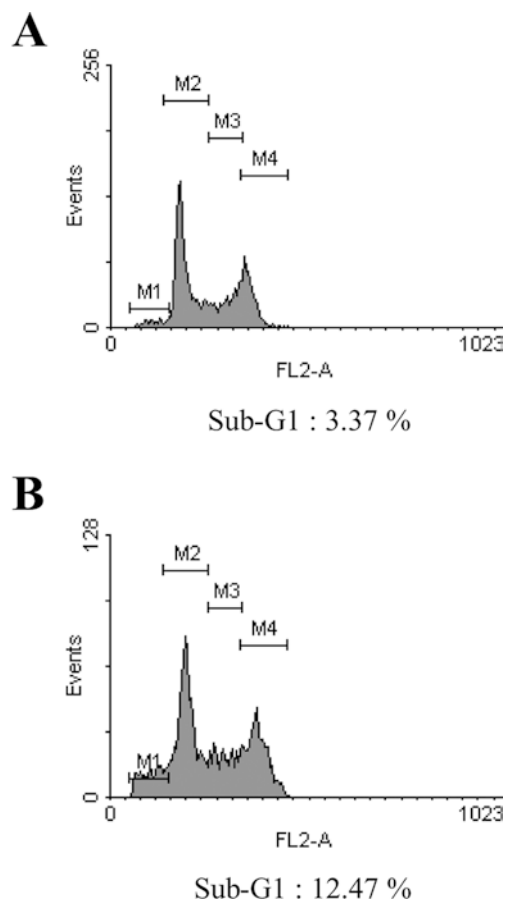 A
256
M2
M3
M4
M1
Events
0
0
1023
FL2-A
Sub-G1 : 3.37 %
B
128
M2
M3
M4
M1
Events
0
0
1023
FL2-A
Sub-G1 : 12.47 %